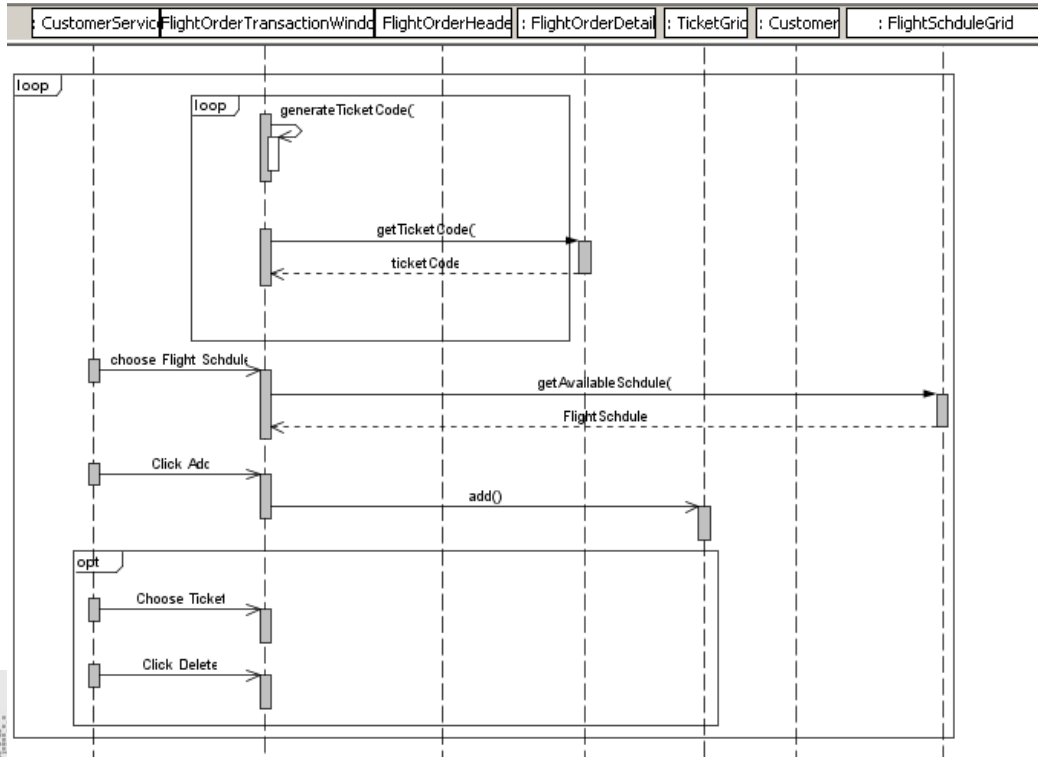 : CustomerServic
FlightOrderTransactionWindo
FlightOrderHeade
: FlightOrderDetail
: TicketGrid
: Customer
: FlightSchduleGrid
loop
loop
generateTicketCode(
getTicketCode(
ticketCode
choose Flight Schdule
getAvailableSchdule(
FlightSchdule
Click Add
add()
opt
Choose Ticket
Click Delete